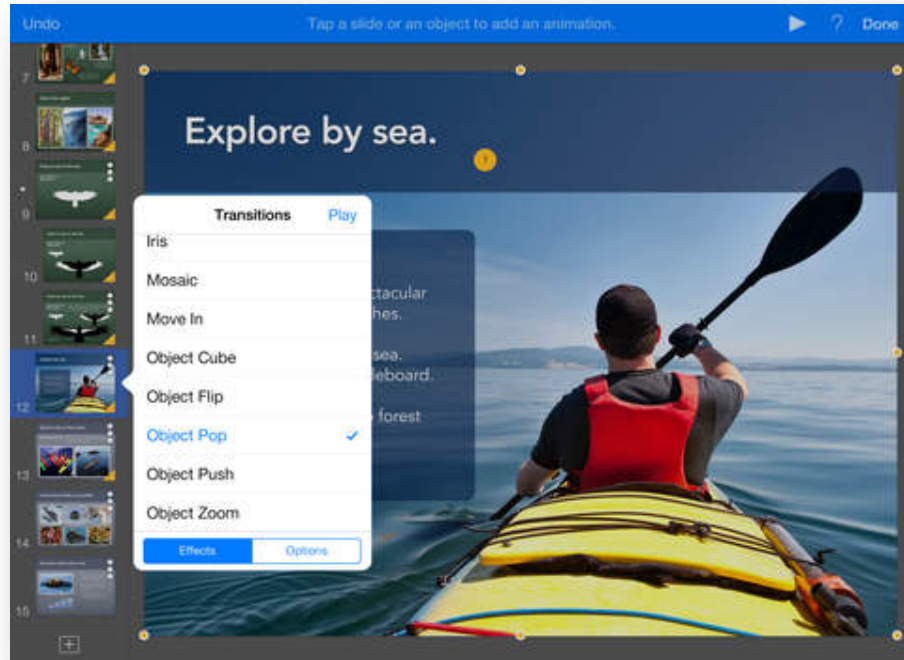 Undo
Tap a slide or an object to add an animation.
?
Done
Explore by sea.
Transitions
Play
Iris
Mosaic
Move In
Object Cube
Object Flip
Object Pop
Object Push
Object Zoom
Effects
Options
ctacular
hes.
sea.
leboard.
forest
7
8
9
10
11
12
13
14
15